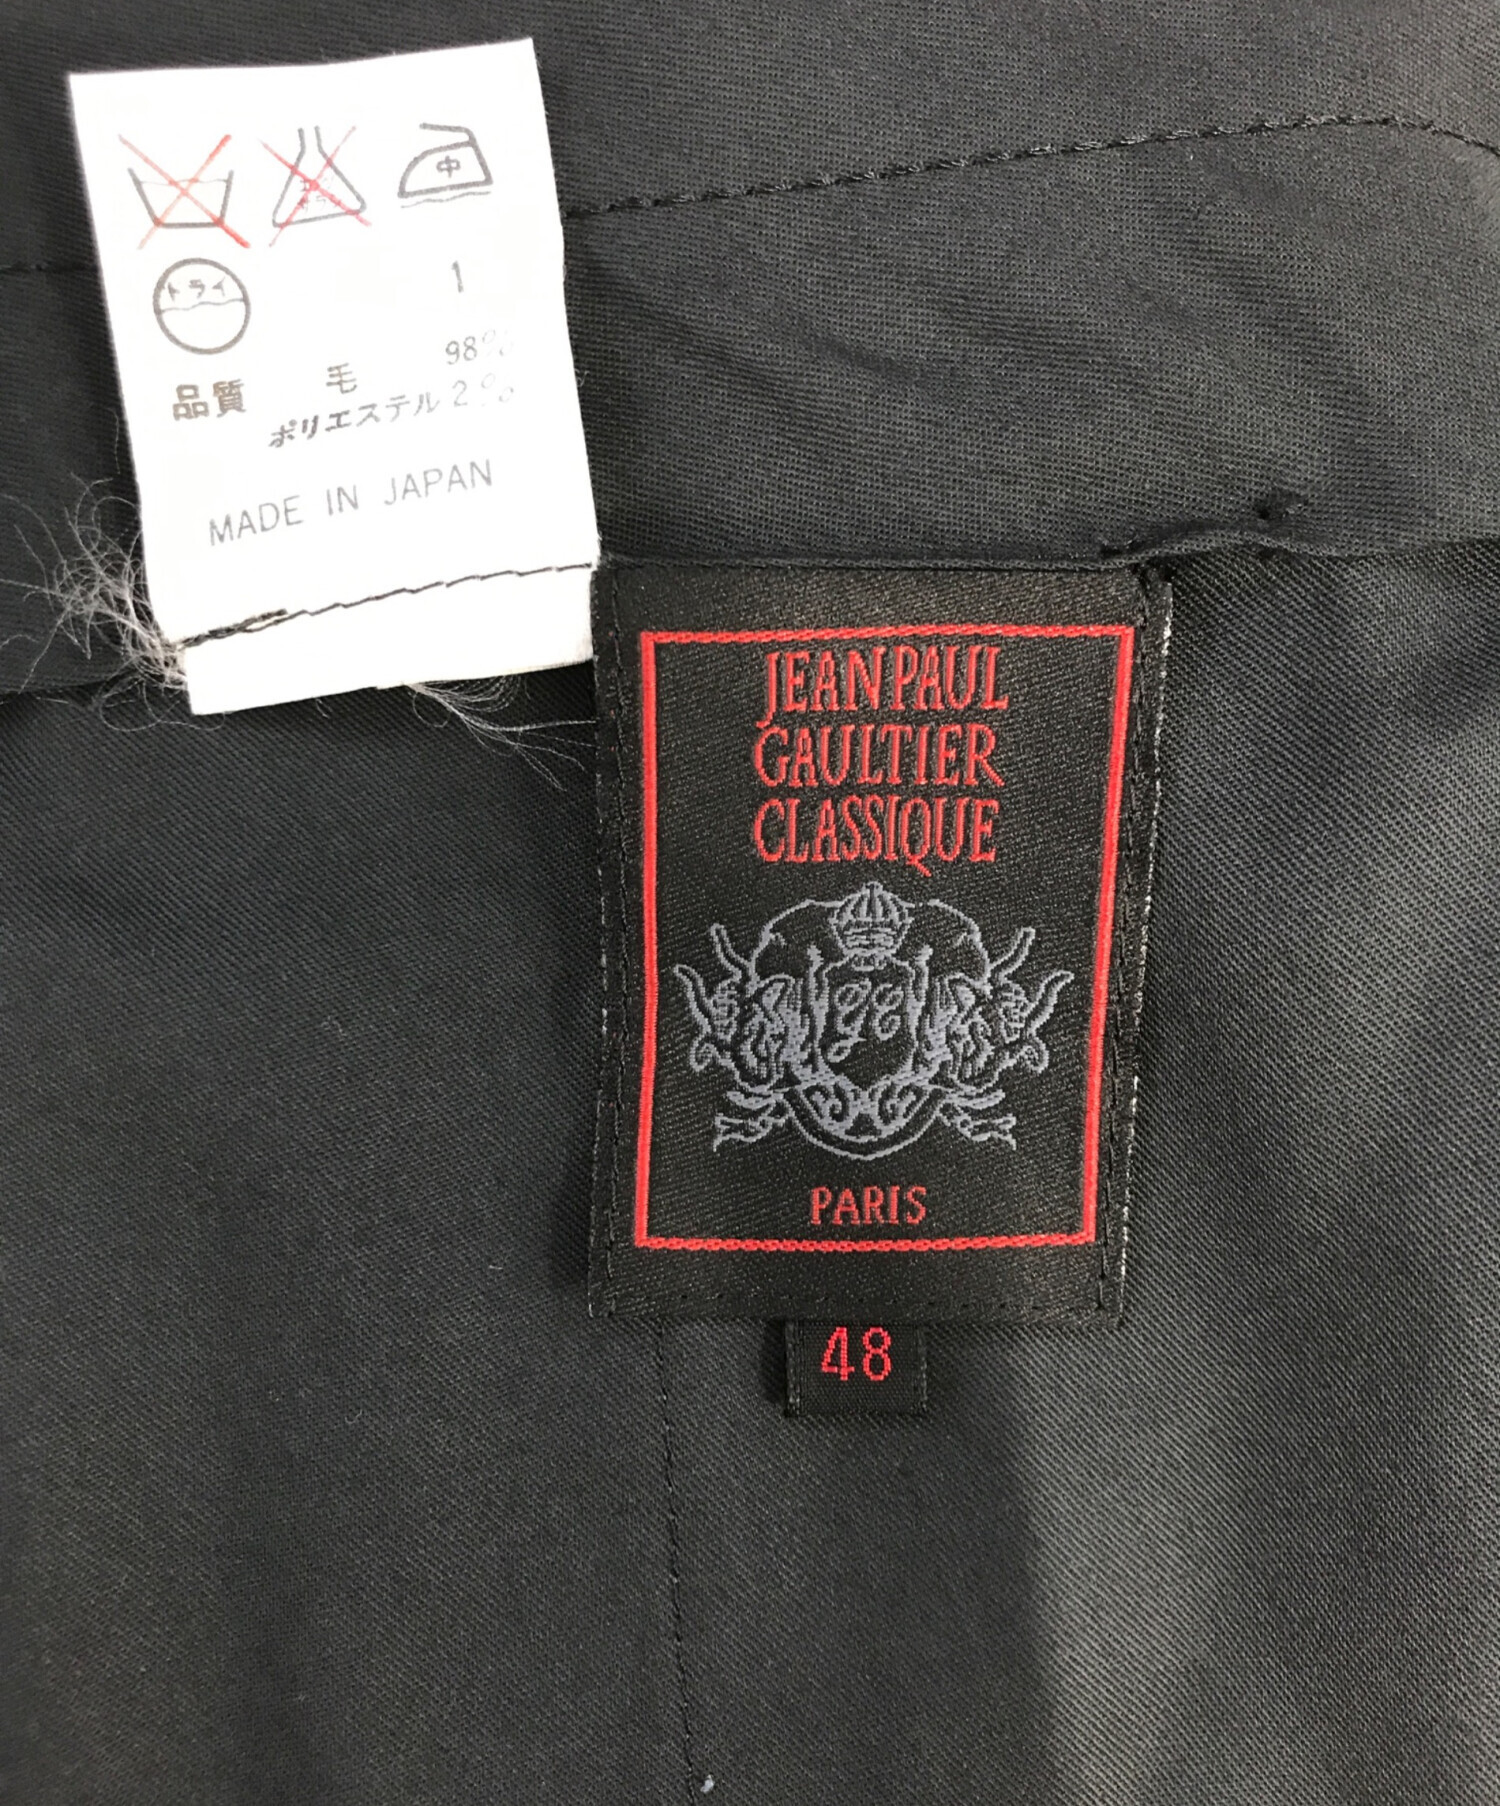 中
ドライ
1
品質 毛 98%
ポリエステル 2%
MADE IN JAPAN
JEAN PAUL
GAULTIER
CLASSIQUE
PARIS
48